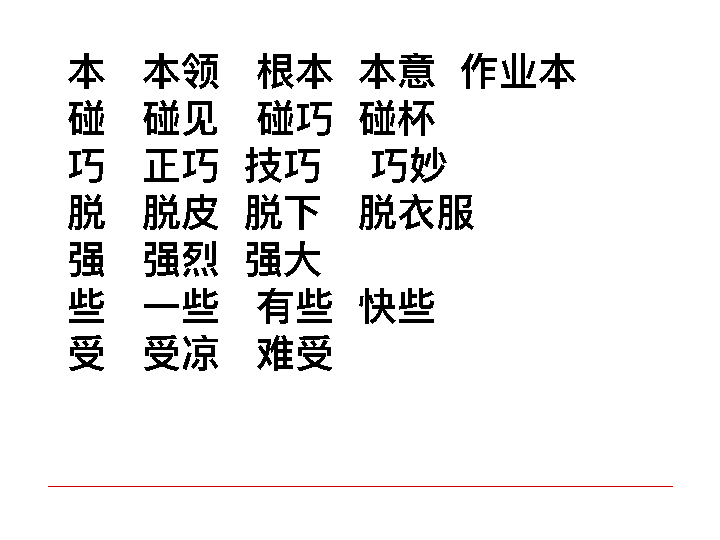 本 本领 根本 本意 作业本
碰 碰见 碰巧 碰杯
巧 正巧 技巧 巧妙
脱 脱皮 脱下 脱衣服
强 强烈 强大
些 一些 有些 快些
受 受凉 难受